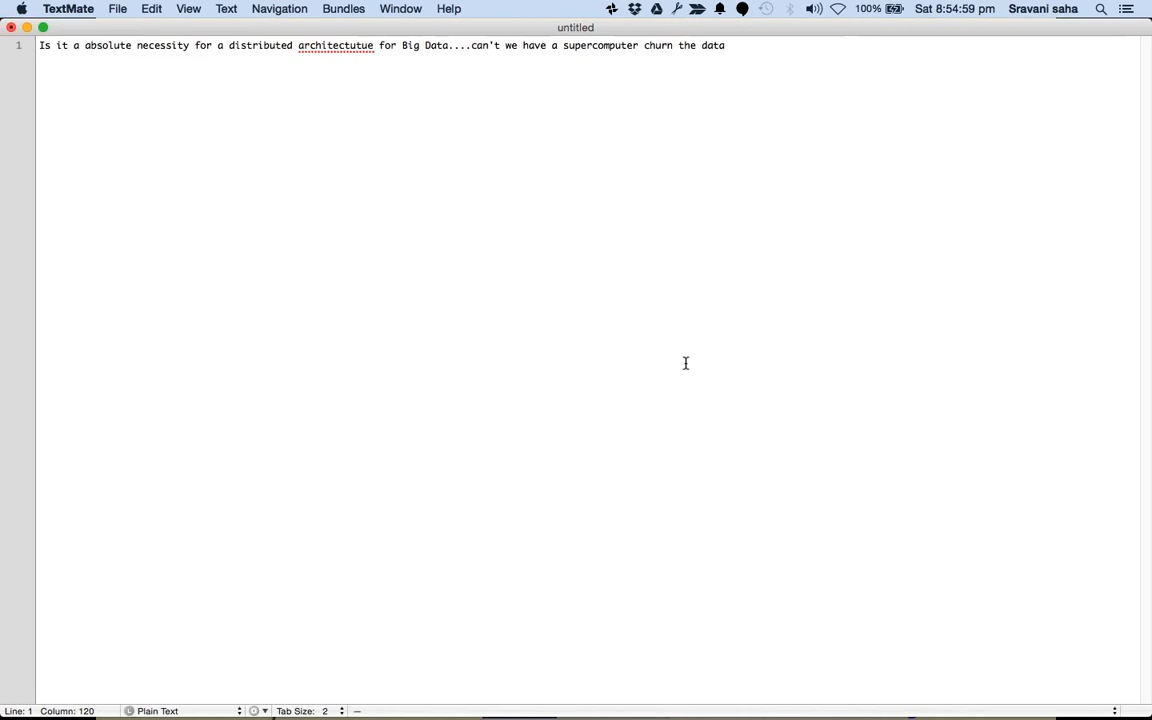 TextMate File Edit View Text Navigation Bundles Window Help 100% Sat 8:54:59 pm Sravani saha
untitled
1 Is it a absolute necessity for a distributed architectutue for Big Data....can't we have a supercomputer churn the data
Line: 1 Column: 120 L Plain Text Tab Size: 2 —